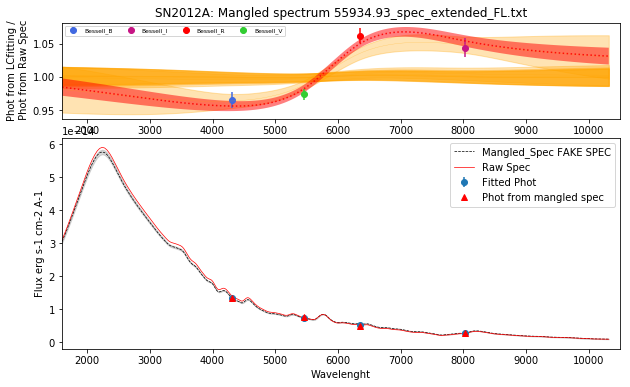 SN2012A: Mangled spectrum 55934.93_spec_extended_FL.txt
Phot from LCfitting /
Phot from Raw Spec
1.05
1.00
0.95
Bessell_B
Bessell_I
Bessell_R
Bessell_V
2000 3000 4000 5000 6000 7000 8000 9000 10000
1e-14
Flux erg s-1 cm-2 A-1
6
5
4
3
2
1
0
Mangled_Spec FAKE SPEC
Raw Spec
Fitted Phot
Phot from mangled spec
2000 3000 4000 5000 6000 7000 8000 9000 10000
Wavelenght